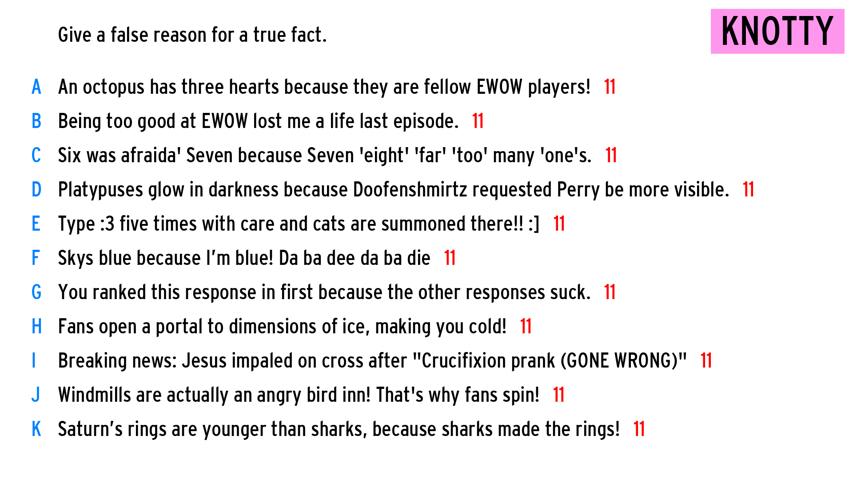 Give a false reason for a true fact.
KNOTTY
A An octopus has three hearts because they are fellow EWOW players! 11
B Being too good at EWOW lost me a life last episode. 11
C Six was afraida' Seven because Seven 'eight' 'far' 'too' many 'one's. 11
D Platypuses glow in darkness because Doofenshmirtz requested Perry be more visible. 11
E Type :3 five times with care and cats are summoned there!! :] 11
F Skys blue because I’m blue! Da ba dee da ba die 11
G You ranked this response in first because the other responses suck. 11
H Fans open a portal to dimensions of ice, making you cold! 11
I Breaking news: Jesus impaled on cross after "Crucifixion prank (GONE WRONG)" 11
J Windmills are actually an angry bird inn! That's why fans spin! 11
K Saturn’s rings are younger than sharks, because sharks made the rings! 11